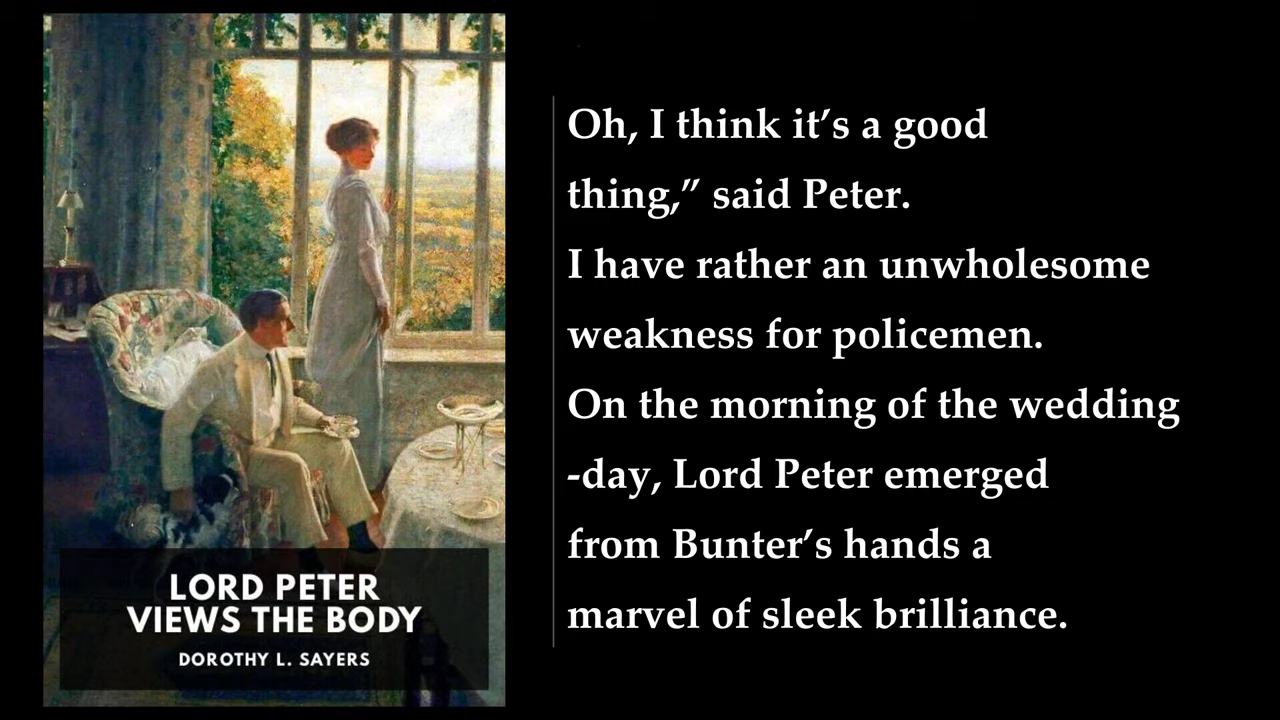 LORD PETER
VIEWS THE BODY
DOROTHY L. SAYERS
Oh, I think it’s a good
thing,” said Peter.
I have rather an unwholesome
weakness for policemen.
On the morning of the wedding
-day, Lord Peter emerged
from Bunter’s hands a
marvel of sleek brilliance.